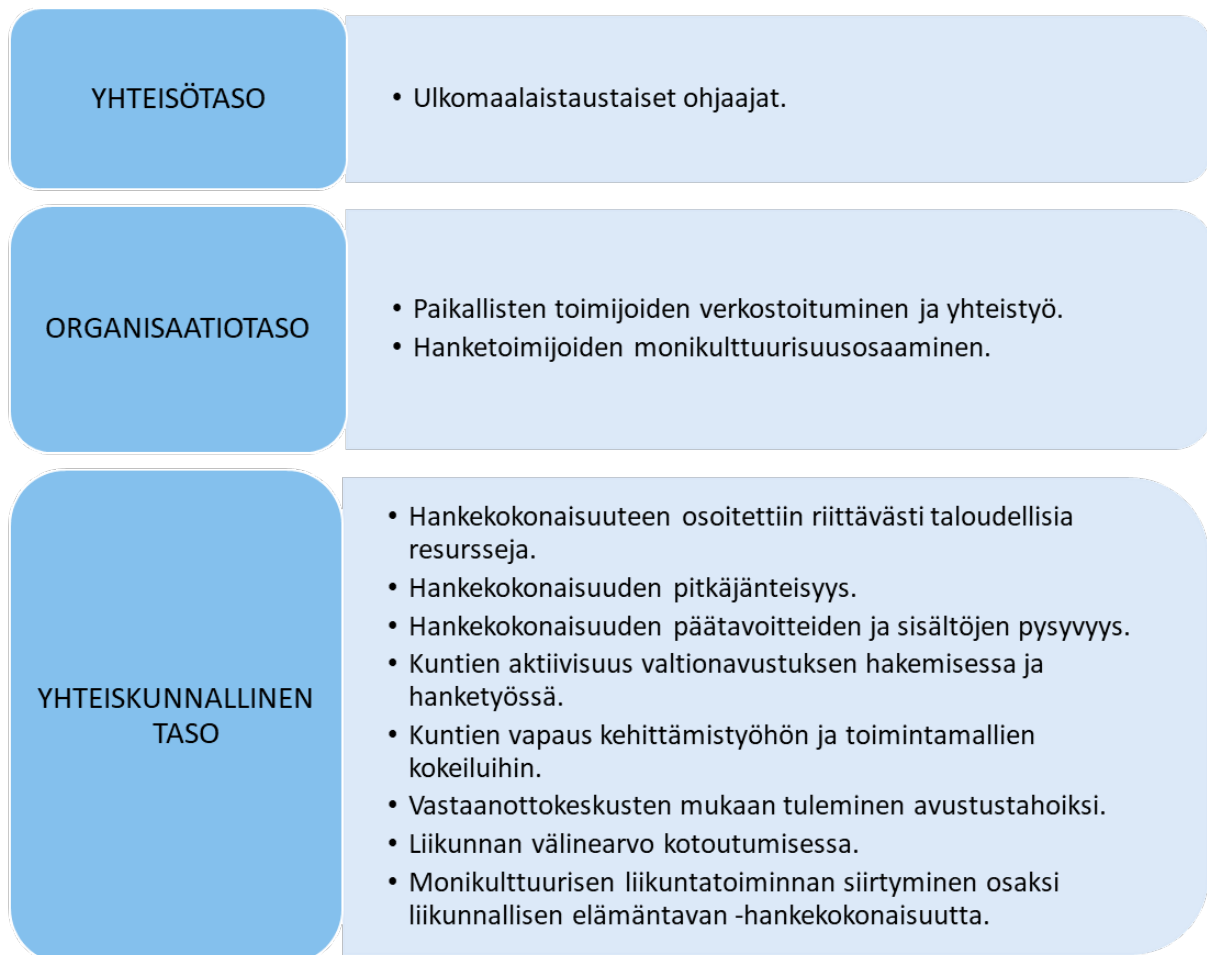 YHTEISÖTASO
• Ulkomaalaistaustaiset ohjaajat.
ORGANISAATIOTASO
• Paikallisten toimijoiden verkostoituminen ja yhteistyö.
• Hanketoimijoiden monikulttuurisuusosaaminen.
YHTEISKUNNALLINEN
TASO
• Hankekokonaisuuteen osoitettiin riittävästi taloudellisia
resursseja.
• Hankekokonaisuuden pitkäjänteisyys.
• Hankekokonaisuuden päätavoitteiden ja sisältöjen pysyvyys.
• Kuntien aktiivisuus valtionavustuksen hakemisessa ja
hanketyössä.
• Kuntien vapaus kehittämistyöhön ja toimintamallien
kokeiluihin.
• Vastaanottokeskusten mukaan tuleminen avustustahoiksi.
• Liikunnan välinearvo kotoutumisessa.
• Monikulttuurisen liikuntatoiminnan siirtyminen osaksi
liikunnallisen elämäntavan -hankekokonaisuutta.